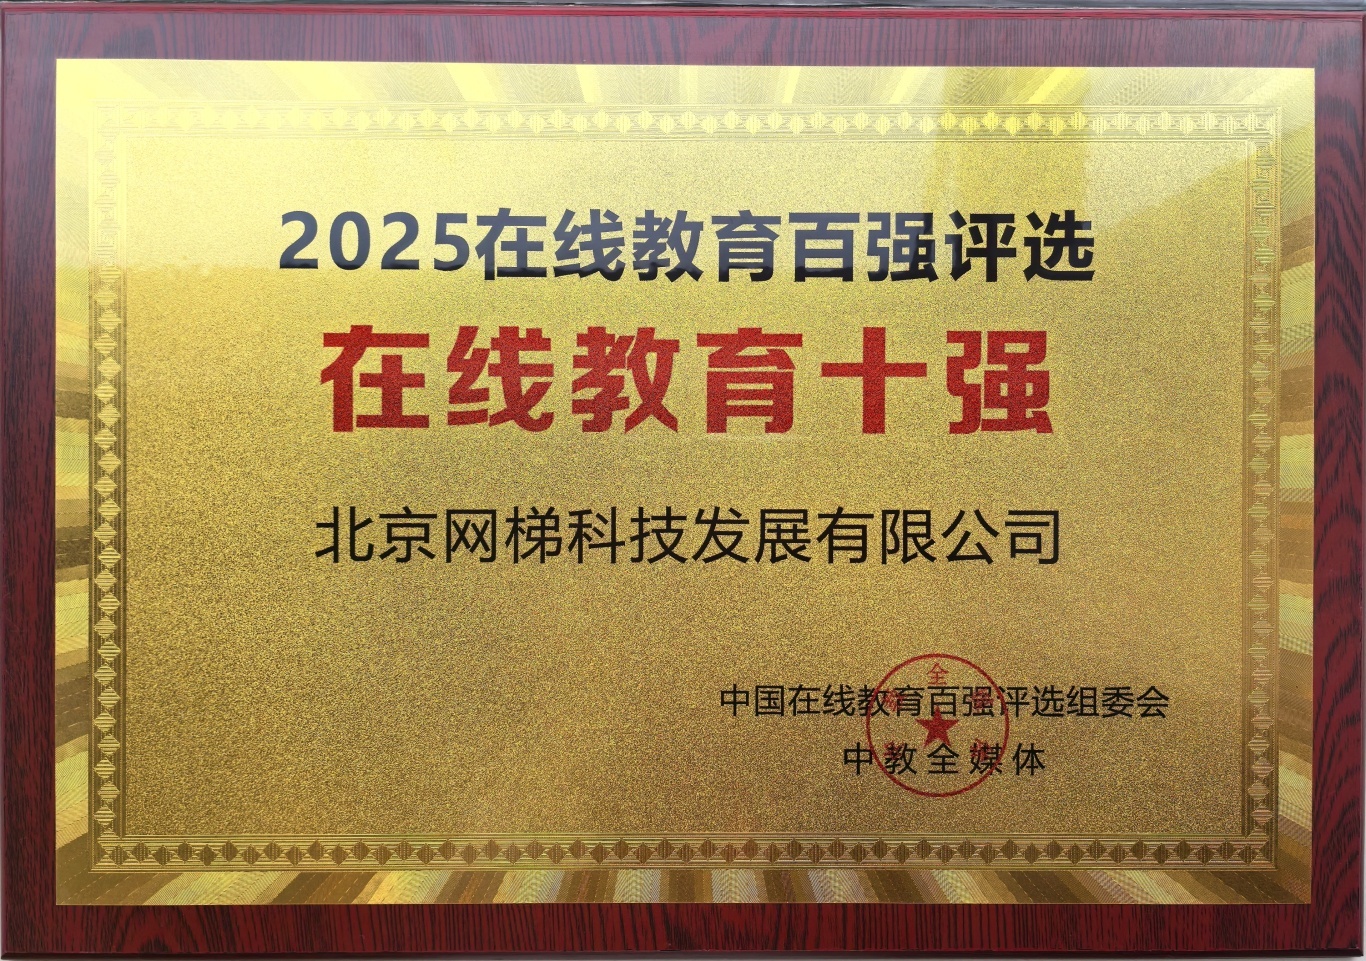 2025在线教育百强评选
在线教育十强
北京网梯科技发展有限公司
中国在线教育百强评选组委会
中教全媒体